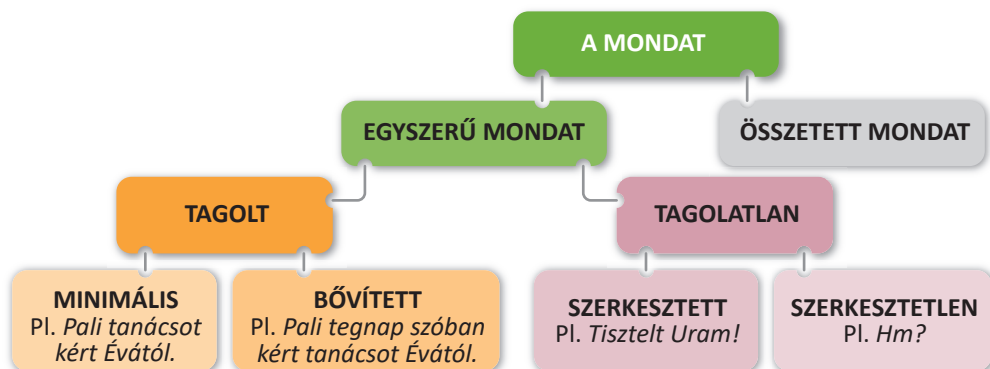 A MONDAT
EGYSZERŰ MONDAT
ÖSSZETETT MONDAT
TAGOLT
TAGOLATLAN
MINIMÁLIS
Pl. Pali tanácsot
kért Évától.
BŐVÍTETT
Pl. Pali tegnap szóban
kért tanácsot Évától.
SZERKESZTETT
Pl. Tisztelt Uram!
SZERKESZTETLEN
Pl. Hm?